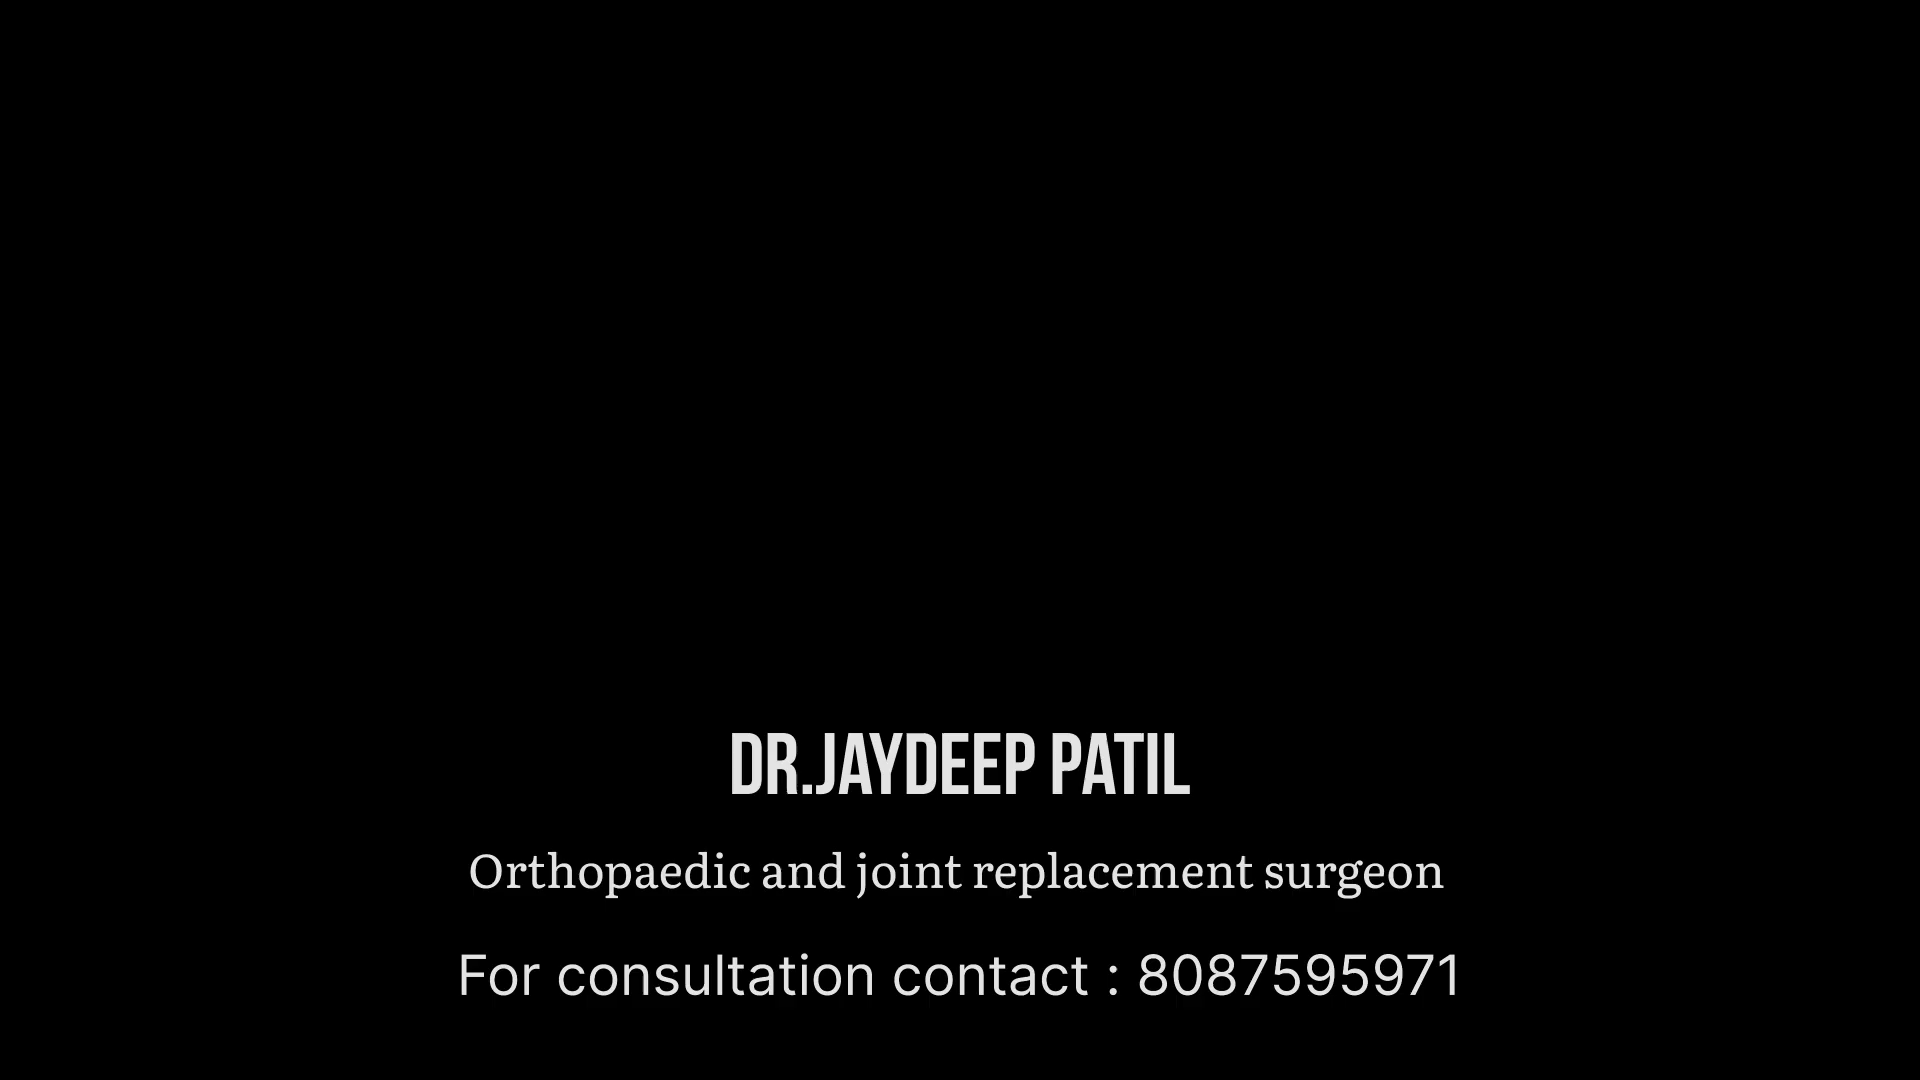 DR.JAYDEEP PATIL
Orthopaedic and joint replacement surgeon
For consultation contact : 8087595971